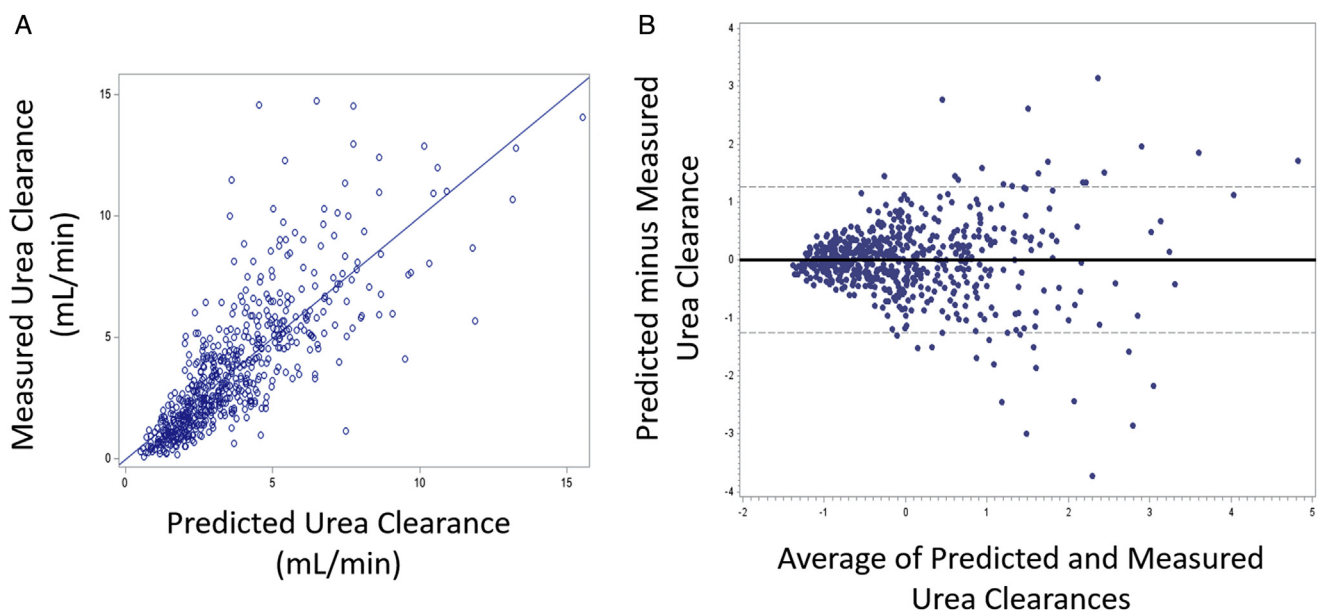 A
15
10
5
0
0
5
10
15
Measured Urea Clearance
(mL/min)
Predicted Urea Clearance
(mL/min)
B
4
3
2
1
0
-1
-2
-3
-4
-2
-1
0
1
2
3
4
5
Predicted minus Measured
Urea Clearance
Average of Predicted and Measured
Urea Clearances